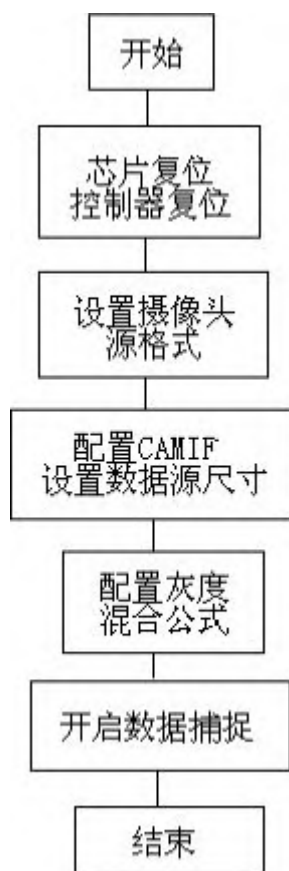 开始
芯片复位
控制器复位
设置摄像头
源格式
配置CAMIF
设置数据源尺寸
配置灰度
混合公式
开启数据捕捉
结束